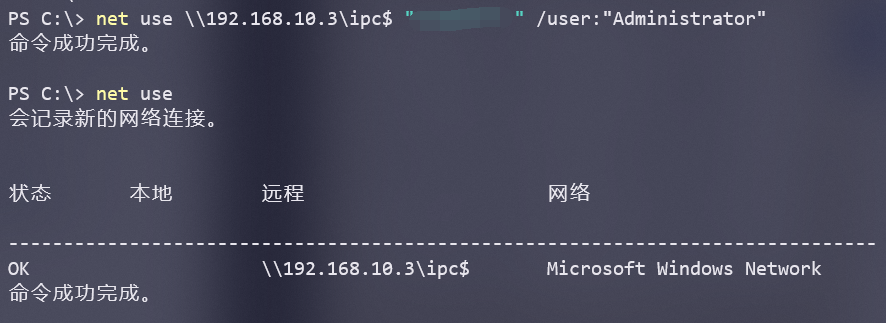 PS C:\> net use \\192.168.10.3\ipc$ " " /user:"Administrator"
命令成功完成。
PS C:\> net use
会记录新的网络连接。
状态 本地 远程 网络
-------------------------------------------------------------------------------
OK \\192.168.10.3\ipc$ Microsoft Windows Network
命令成功完成。